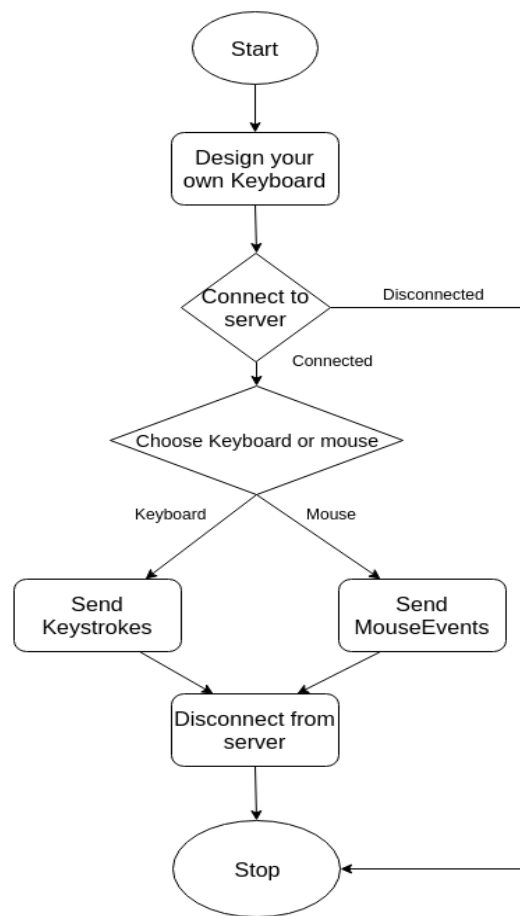 Start
Design your
own Keyboard
Connect to
server
Disconnected
Connected
Choose Keyboard or mouse
Keyboard
Mouse
Send
Keystrokes
Send
MouseEvents
Disconnect from
server
Stop